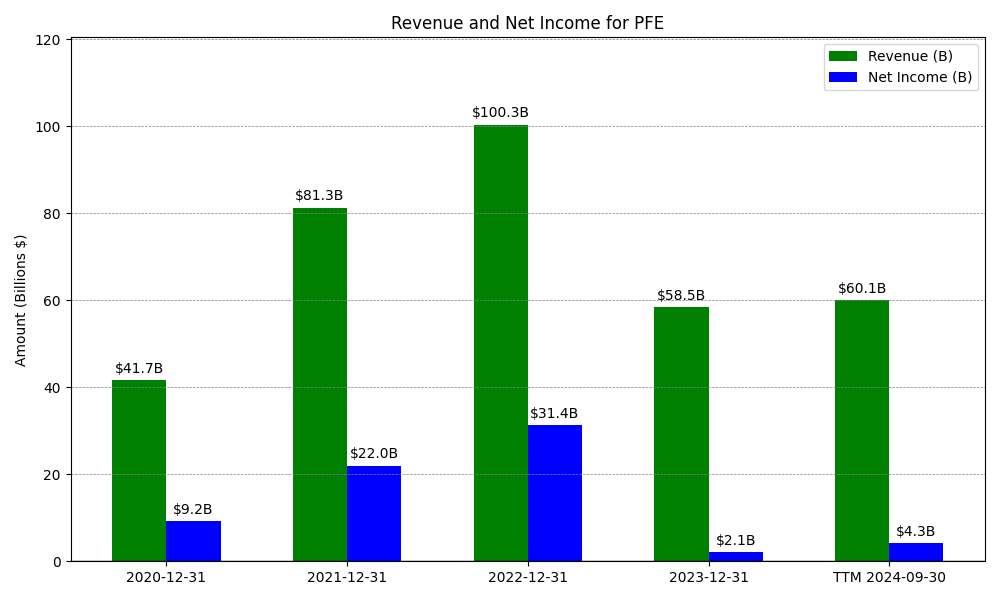 Revenue and Net Income for PFE
Revenue (B)
Net Income (B)
Amount (Billions $)
120
100
80
60
40
20
0
$41.7B
$9.2B
$81.3B
$22.0B
$100.3B
$31.4B
$58.5B
$2.1B
$60.1B
$4.3B
2020-12-31
2021-12-31
2022-12-31
2023-12-31
TTM 2024-09-30